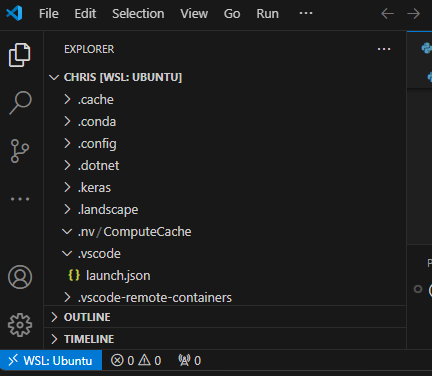 File Edit Selection View Go Run ···
EXPLORER ···
CHRIS [WSL: UBUNTU]
.cache
.conda
.config
.dotnet
.keras
.landscape
.nv / ComputeCache
.vscode
{} launch.json
.vscode-remote-containers
OUTLINE
TIMELINE
WSL: Ubuntu 0 0 0